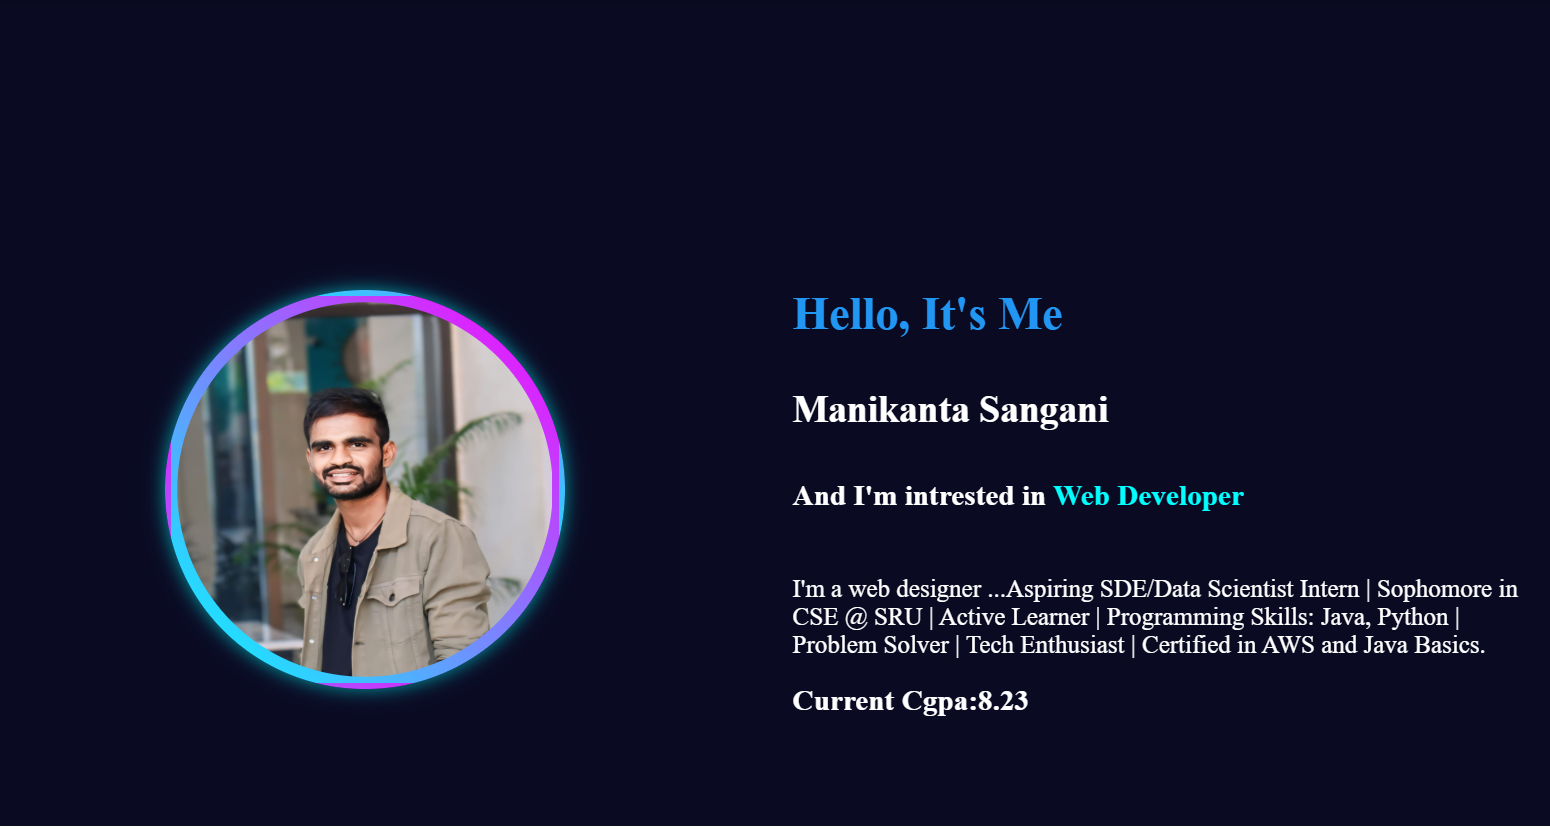 Hello, It's Me
Manikanta Sangani
And I'm intrested in Web Developer
I'm a web designer ...Aspiring SDE/Data Scientist Intern | Sophomore in
CSE @ SRU | Active Learner | Programming Skills: Java, Python |
Problem Solver | Tech Enthusiast | Certified in AWS and Java Basics.
Current Cgpa:8.23